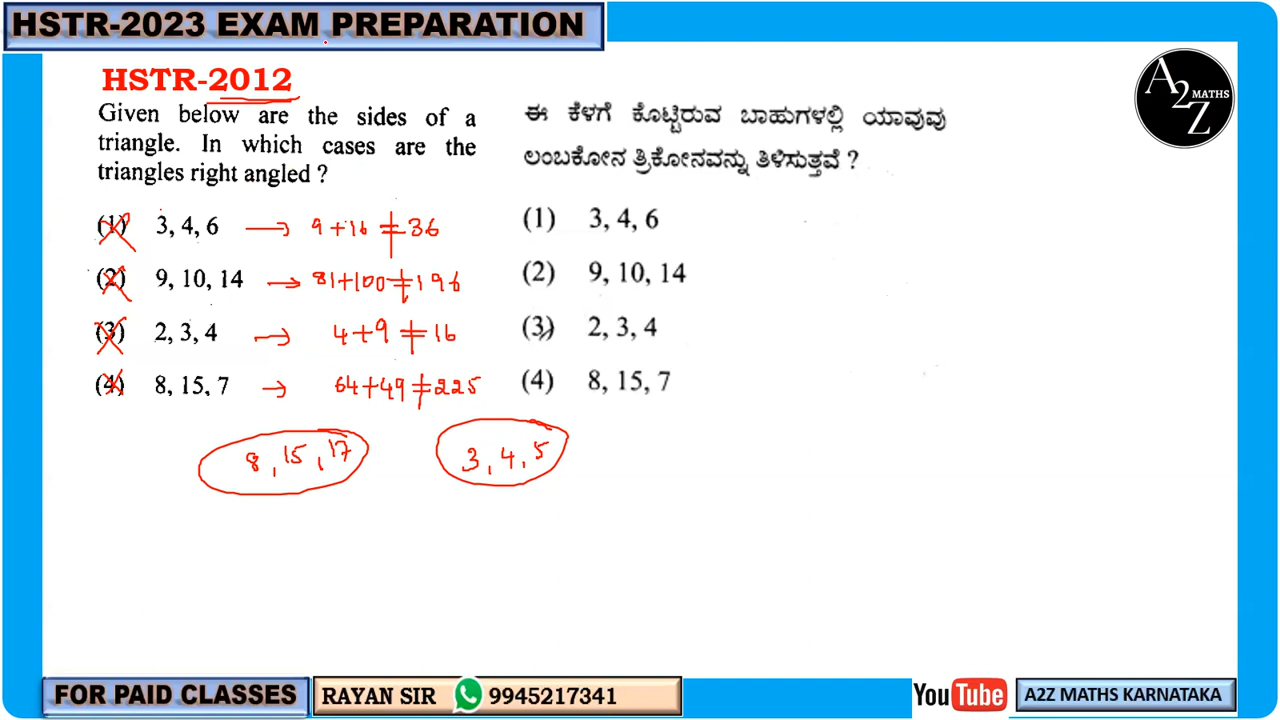 HSTR-2023 EXAM PREPARATION
A2Z MATHS
HSTR-2012
Given below are the sides of a
triangle. In which cases are the
triangles right angled ?
(1) 3, 4, 6 → 9 + 16 ≠ 36
(2) 9, 10, 14 → 81+100 ≠ 196
(3) 2, 3, 4 → 4 + 9 ≠ 16
(4) 8, 15, 7 → 64+49 ≠ 225
8, 15, 17 3, 4, 5
ಈ ಕೆಳಗೆ ಕೊಟ್ಟಿರುವ ಬಾಹುಗಳಲ್ಲಿ ಯಾವುವು
ಲಂಬಕೋನ ತ್ರಿಕೋನವನ್ನು ತಿಳಿಸುತ್ತವೆ ?
(1) 3, 4, 6
(2) 9, 10, 14
(3) 2, 3, 4
(4) 8, 15, 7
FOR PAID CLASSES RAYAN SIR 9945217341 YouTube A2Z MATHS KARNATAKA